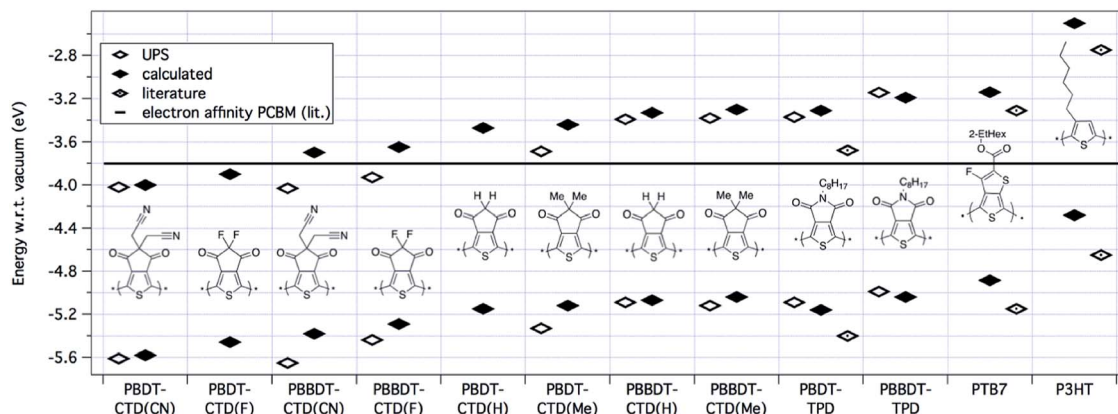 Energy w.r.t. vacuum (eV)
-2.8
-3.2
-3.6
-4.0
-4.4
-4.8
-5.2
-5.6
UPS
calculated
literature
electron affinity PCBM (lit.)
N
N
O O
S
F F
O O
S
N
N
O O
S
F F
O O
S
H H
O O
S
Me Me
O O
S
H H
O O
S
Me Me
O O
S
C8H17
O N O
S
C8H17
O N O
S
2-EtHex
O O
F S
S
S
PBDT-
CTD(CN)
PBDT-
CTD(F)
PBBDT-
CTD(CN)
PBBDT-
CTD(F)
PBDT-
CTD(H)
PBDT-
CTD(Me)
PBBDT-
CTD(H)
PBBDT-
CTD(Me)
PBDT-
TPD
PBBDT-
TPD
PTB7
P3HT